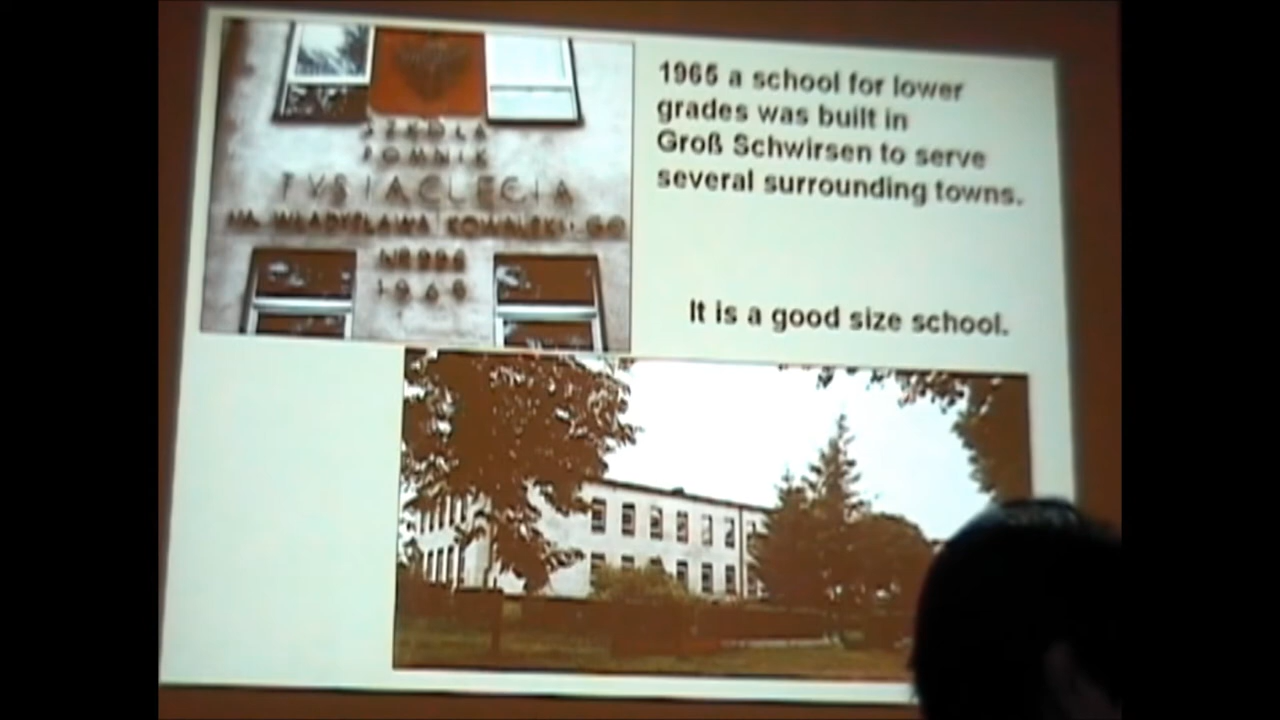 SZKOŁA
POMNIK
TYSIĄCLECIA
IM. WŁADYSŁAWA KOWALSKIEGO
1965 a school for lower
grades was built in
Groß Schwirsen to serve
several surrounding towns.
It is a good size school.